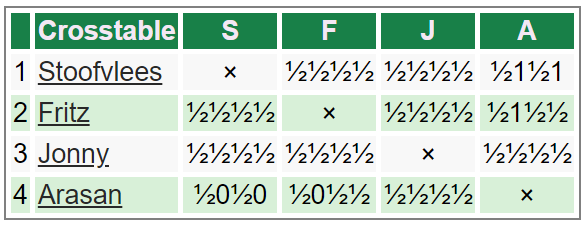 Crosstable S F J A
1 Stoofvlees × ½½½½ ½½½½ ½1½1
2 Fritz ½½½½ × ½½½½ ½1½½
3 Jonny ½½½½ ½½½½ × ½½½½
4 Arasan ½0½0 ½0½½ ½½½½ ×